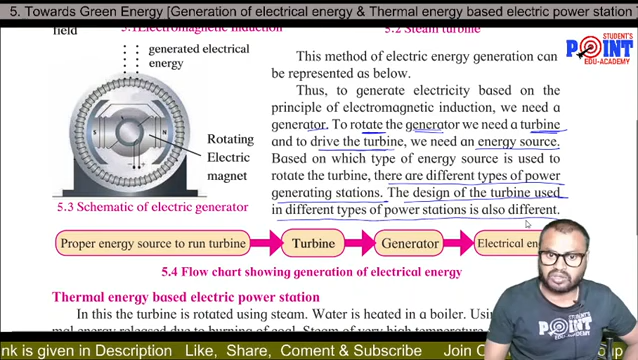 5. Towards Green Energy [Generation of electrical energy & Thermal energy based electric power station
5.1Electromagnetic Induction
5.2 Steam turbine
field
generated electrical
energy
N
S
Rotating
Electric
magnet
5.3 Schematic of electric generator
STUDENT'S
POINT
EDU-ACADEMY
This method of electric energy generation can
be represented as below.
Thus, to generate electricity based on the
principle of electromagnetic induction, we need a
generator. To rotate the generator we need a turbine
and to drive the turbine, we need an energy source.
Based on which type of energy source is used to
rotate the turbine, there are different types of power
generating stations. The design of the turbine used
in different types of power stations is also different.
Proper energy source to run turbine
Turbine
Generator
Electrical
5.4 Flow chart showing generation of electrical energy
Thermal energy based electric power station
In this the turbine is rotated using steam. Water is heated in a boiler.
mal energy released due to burning of coal. Steam of very high temperature
nk is given in Description Like, Share, Coment & Subscribe Join